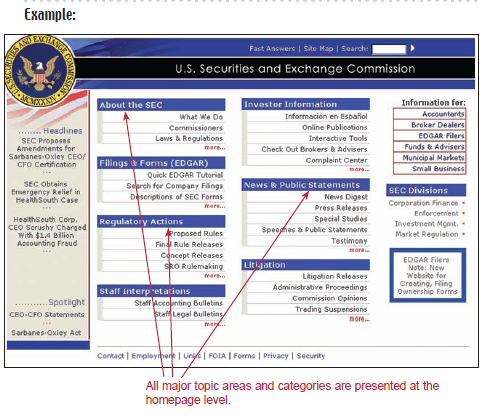 Example:
Fast Answers | Site Map | Search:
U.S. Securities and Exchange Commission
......... Headlines
SEC Proposes
Amendments for
Sarbanes-Oxley CEO/
CFO Certification
...
SEC Obtains
Emergency Relief in
HealthSouth Case
...
HealthSouth Corp.
CEO Scrushy Charged
With $1.4 Billion
Accounting Fraud
.......... Spotlight
CEO-CFO Statements
...
Sarbanes-Oxley Act
About the SEC
What We Do
Commissioners
Laws & Regulations
more...
Filings & Forms (EDGAR)
Quick EDGAR Tutorial
Search for Company Filings
Descriptions of SEC Forms
more...
Regulatory Actions
Proposed Rules
Final Rule Releases
Concept Releases
SRO Rulemaking
more...
Staff Interpretations
Staff Accounting Bulletins
Staff Legal Bulletins
more...
Investor Information
Información en Español
Online Publications
Interactive Tools
Check Out Brokers & Advisers
Complaint Center
more...
News & Public Statements
News Digest
Press Releases
Special Studies
Speeches & Public Statements
Testimony
more...
Litigation
Litigation Releases
Administrative Proceedings
Commission Opinions
Trading Suspensions
more...
Information for:
Accountants
Broker Dealers
EDGAR Filers
Funds & Advisers
Municipal Markets
Small Business
SEC Divisions
Corporation Finance
Enforcement
Investment Mgmt.
Market Regulation
EDGAR Filers
Note: New
Website for
Creating, Filing
Ownership Forms
Contact | Employment | Links | FOIA | Forms | Privacy | Security
All major topic areas and categories are presented at the
homepage level.